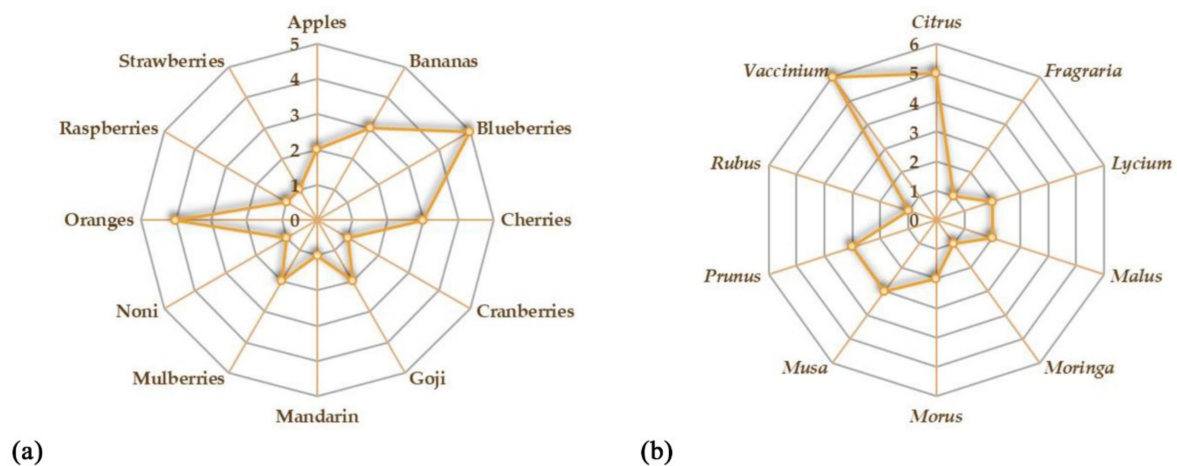 Apples
5
4
3
2
1
0
Bananas
Blueberries
Cherries
Cranberries
Goji
Mandarin
Mulberries
Noni
Oranges
Raspberries
Strawberries
(a)
Citrus
6
5
4
3
2
1
0
Fragraria
Lycium
Malus
Moringa
Morus
Musa
Prunus
Rubus
Vaccinium
(b)